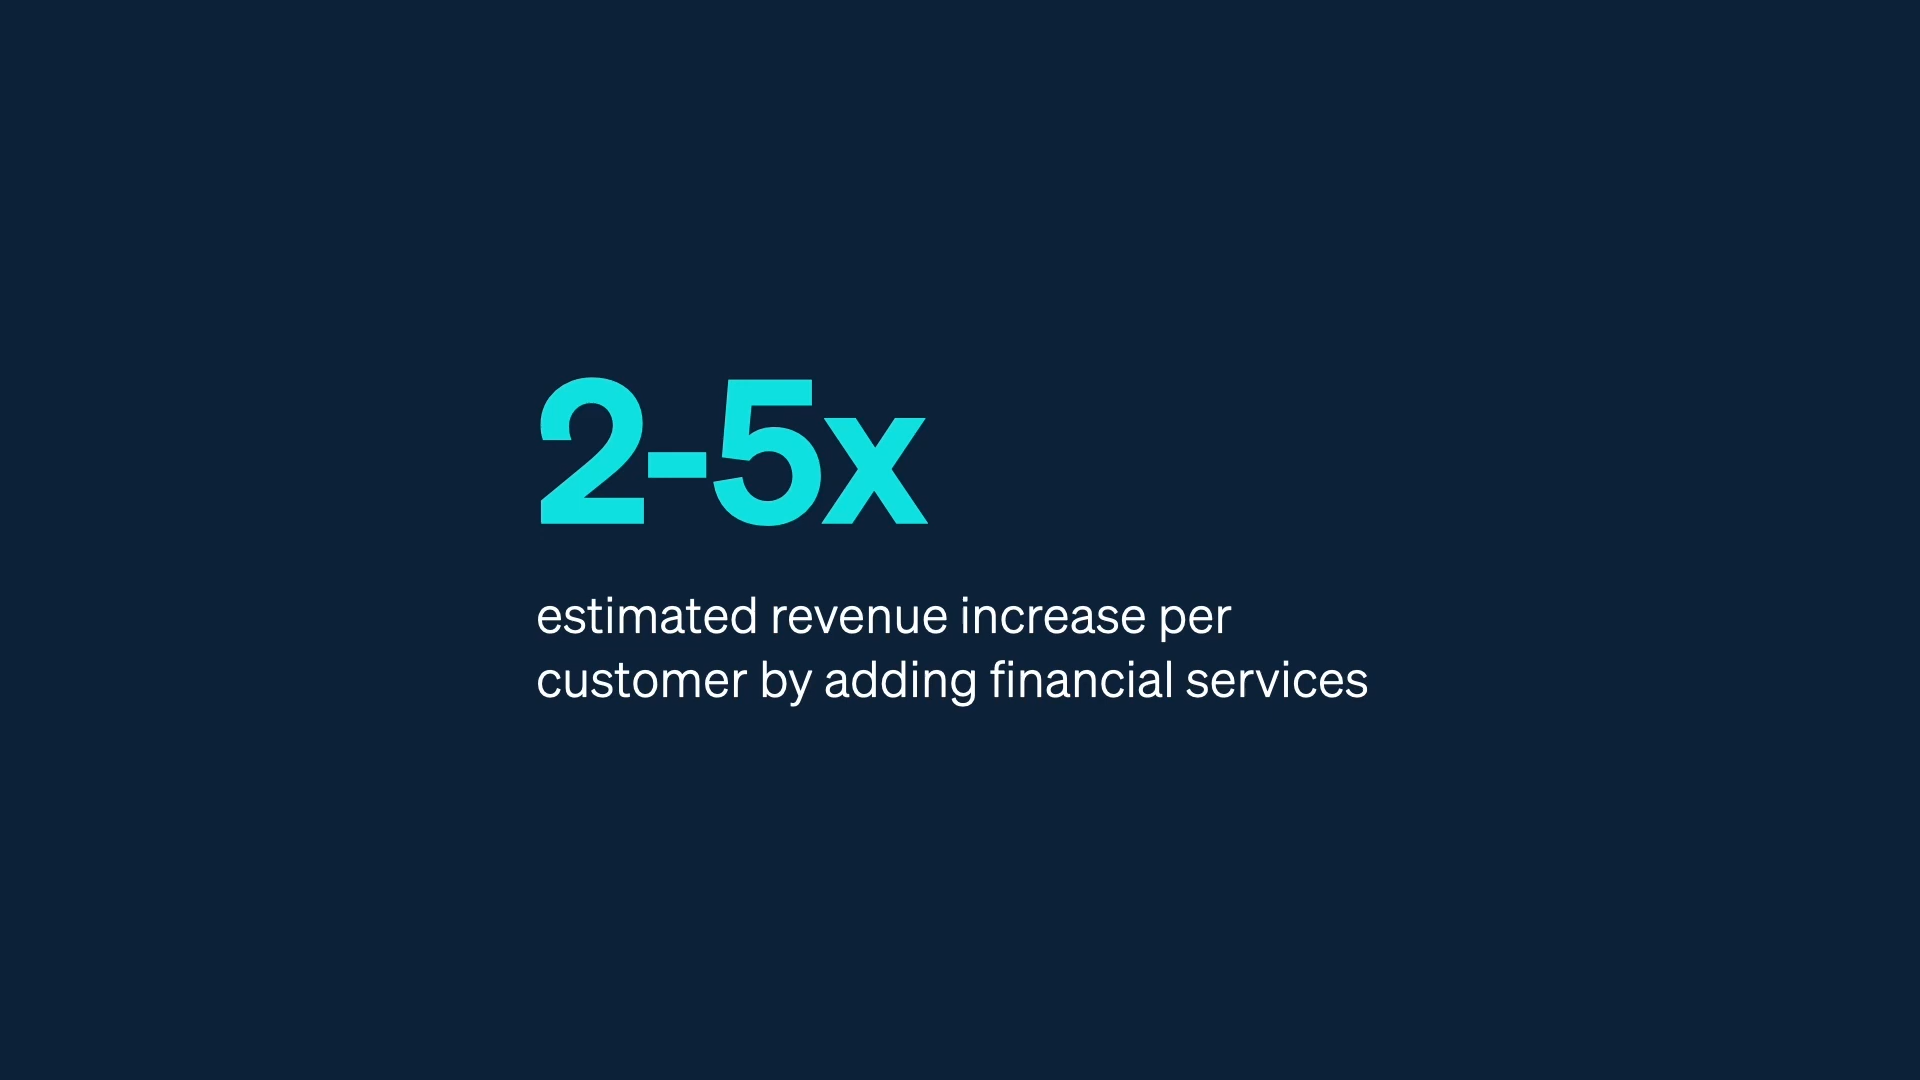 2-5x
estimated revenue increase per
customer by adding financial services